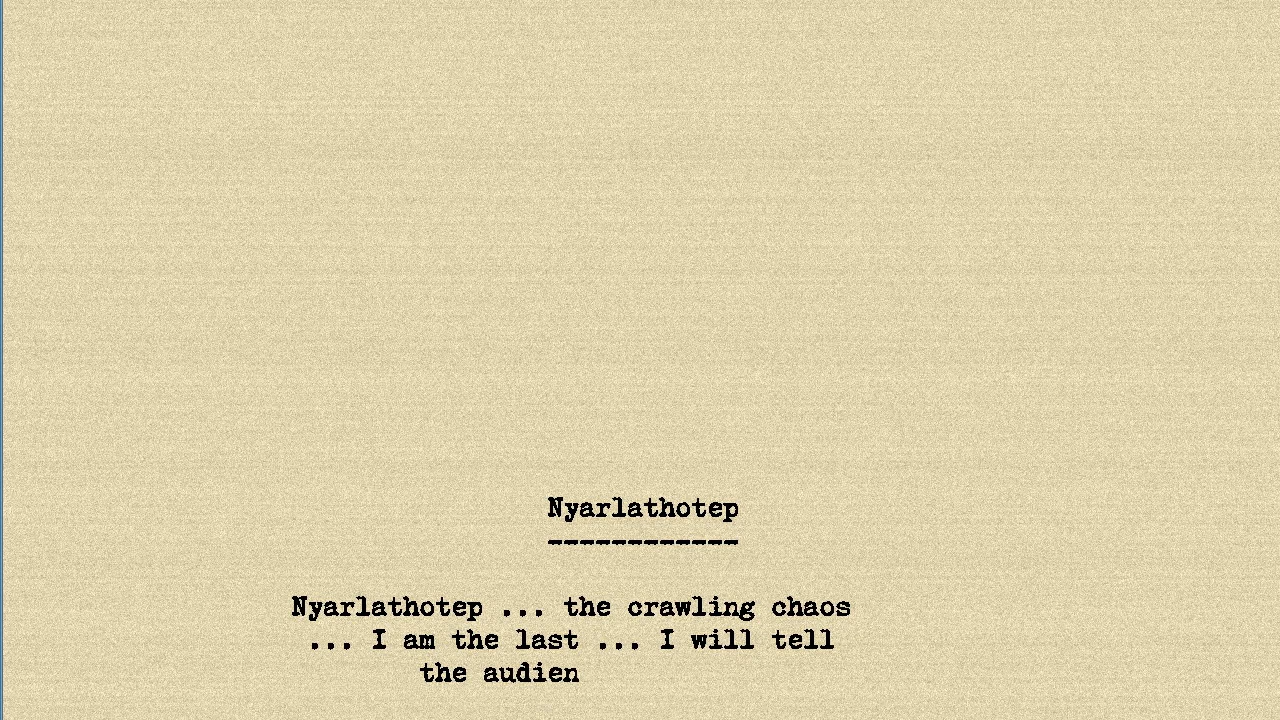 Nyarlathotep
------------
Nyarlathotep ... the crawling chaos
... I am the last ... I will tell
the audien